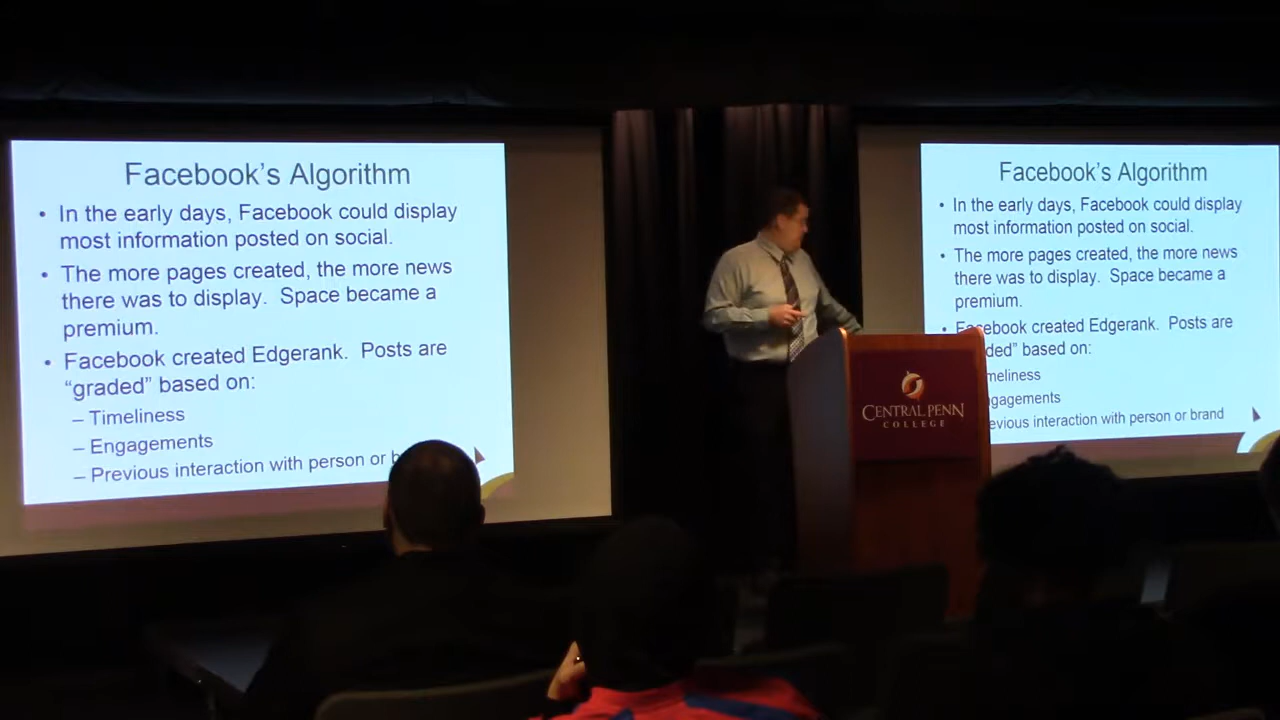 Facebook's Algorithm
• In the early days, Facebook could display
most information posted on social.
• The more pages created, the more news
there was to display. Space became a
premium.
• Facebook created Edgerank. Posts are
“graded” based on:
– Timeliness
– Engagements
– Previous interaction with person or
CENTRAL PENN
COLLEGE
Facebook's Algorithm
• In the early days, Facebook could display
most information posted on social.
• The more pages created, the more news
there was to display. Space became a
premium.
• Facebook created Edgerank. Posts are
based on:
interaction with person or brand